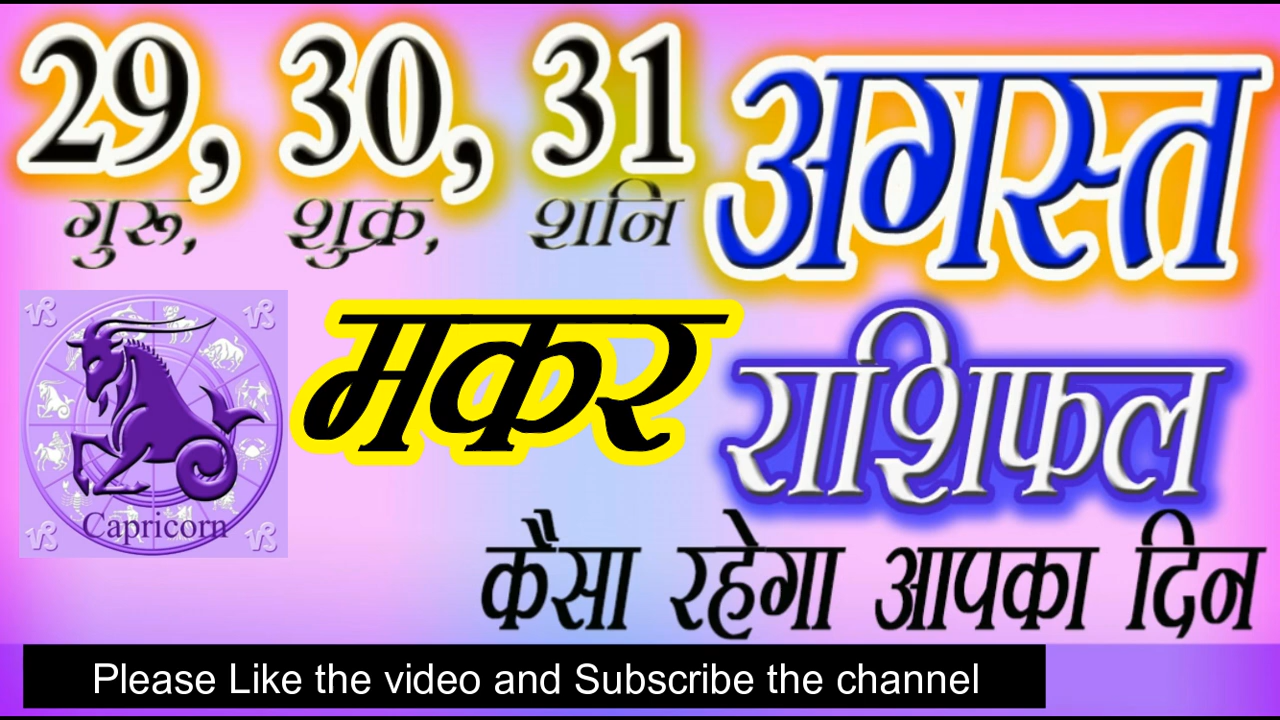 29, 30, 31 अगस्त
गुरू, शुक्र, शनि
मकर राशिफल
Capricorn
कैसा रहेगा आपका दिन
Please Like the video and Subscribe the channel